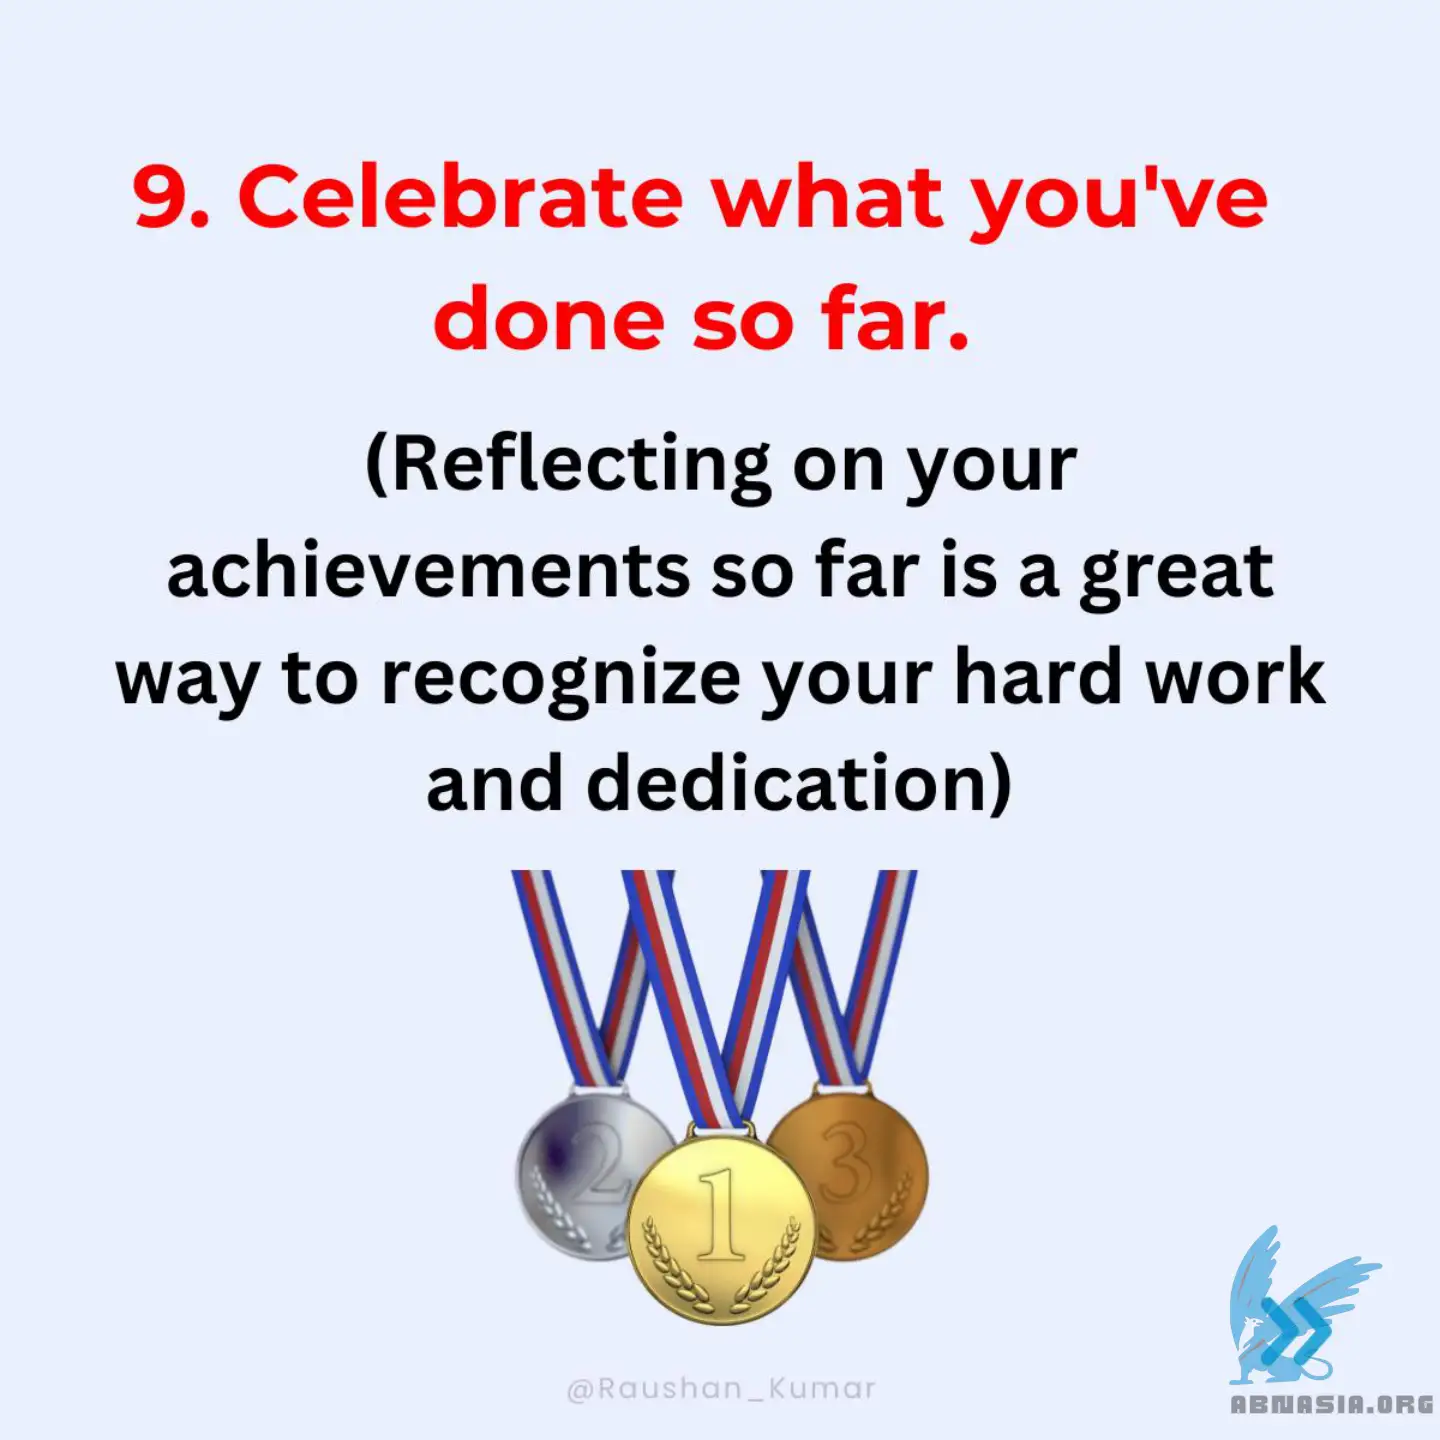 9. Celebrate what you've
done so far.
(Reflecting on your
achievements so far is a great
way to recognize your hard work
and dedication)
2
1
3
@Raushan_Kumar
ABNASIA.ORG